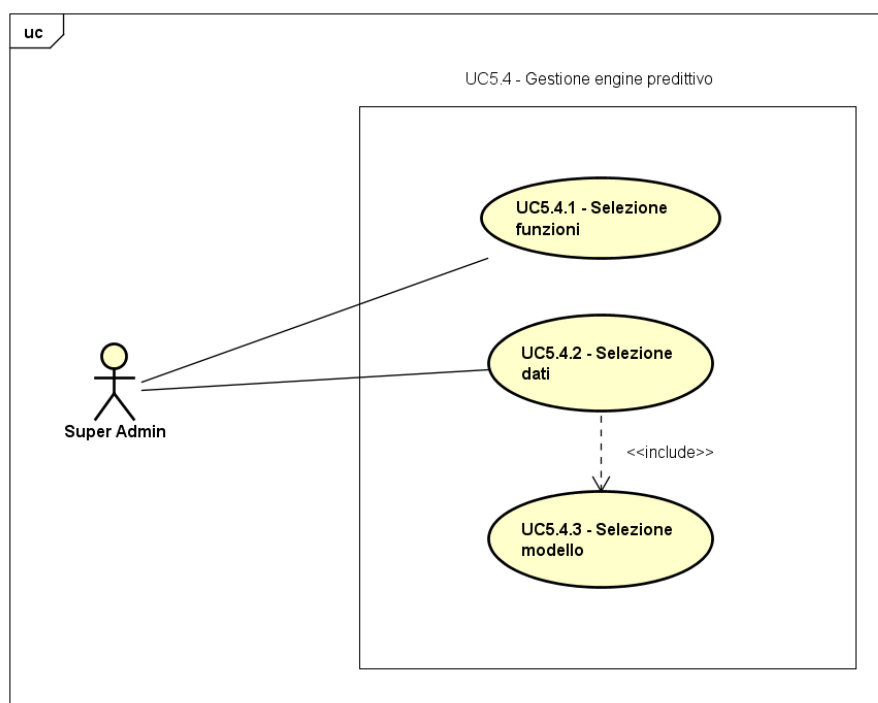 uc
UC5.4 - Gestione engine predittivo
UC5.4.1 - Selezione
funzioni
UC5.4.2 - Selezione
dati
Super Admin
<<include>>
UC5.4.3 - Selezione
modello